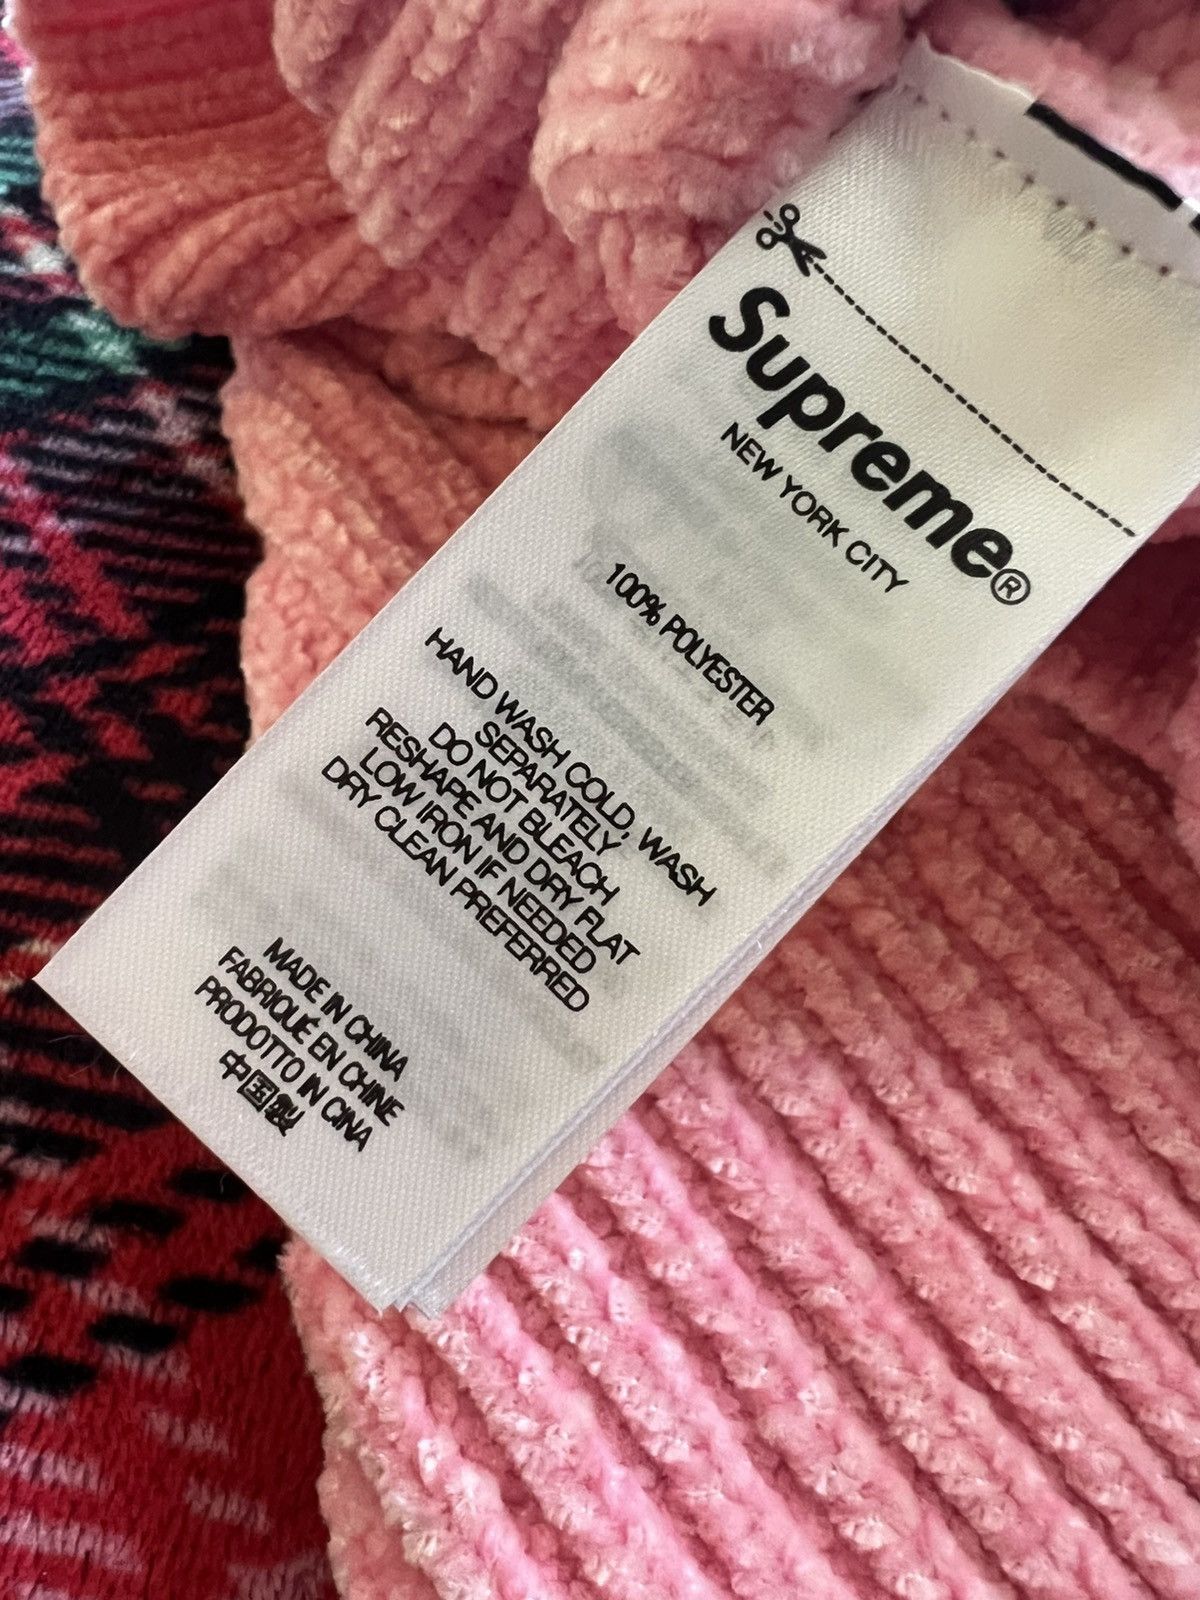 Supreme®
NEW YORK CITY
100% POLYESTER
HAND WASH COLD, WASH
SEPARATELY,
DO NOT BLEACH
RESHAPE AND DRY FLAT
LOW IRON IF NEEDED
DRY CLEAN PREFERRED
MADE IN CHINA
FABRIQUÉ EN CHINE
PRODOTTO IN CINA
中国製